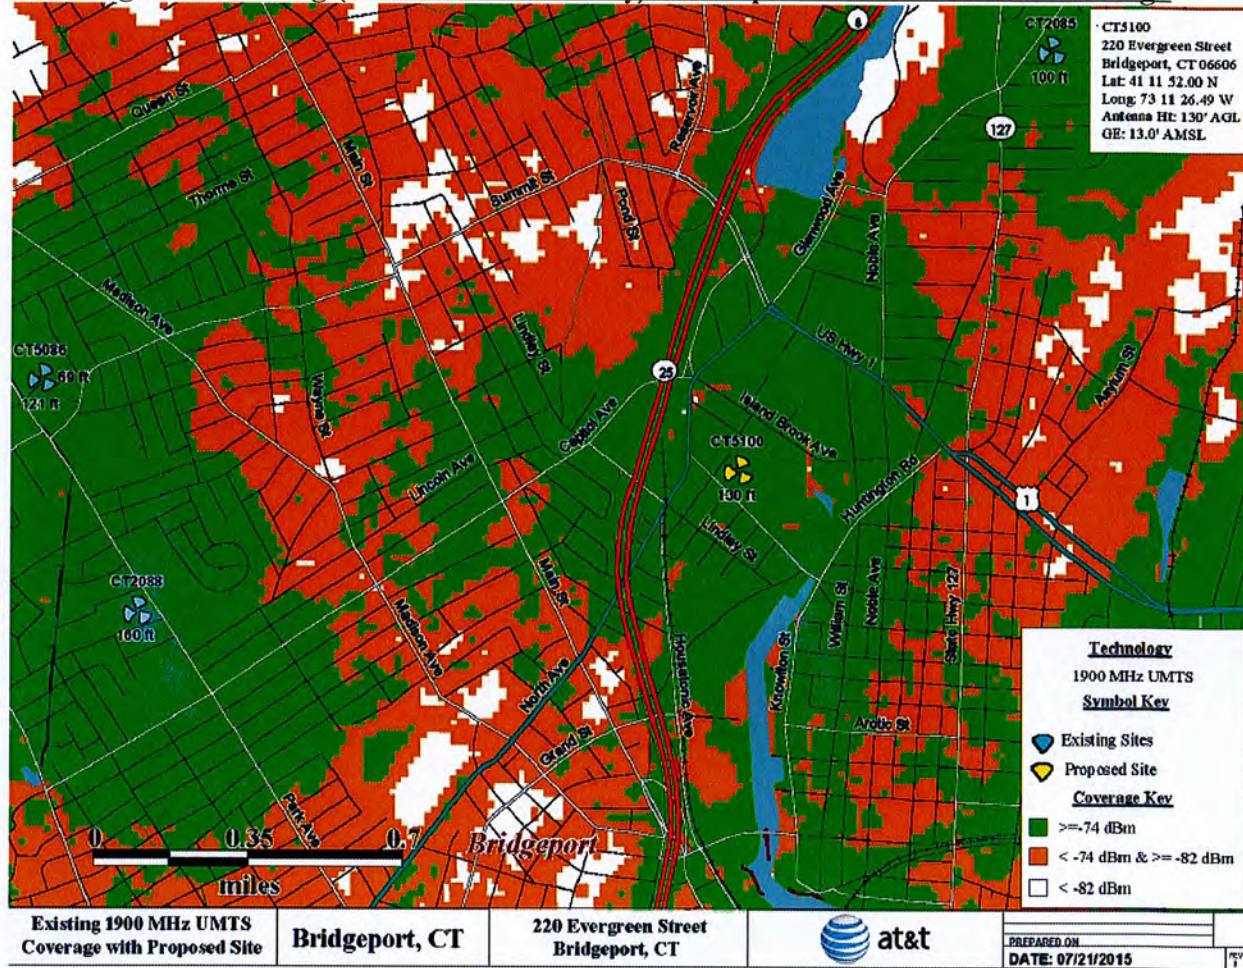 CT5100
220 Evergreen Street
Bridgeport, CT 06606
Lat: 41 11 52.00 N
Long: 73 11 26.49 W
Antenna Ht: 130' AGL
GE: 13.0' AMSL
CT2085
100 ft
8
127
Queen St
Main St
Reservoir Ave
Thorne St
Summit St
Pond St
Glenwood Ave
Noble Ave
Madison Ave
Lindley St
US Hwy 1
Asylum St
CT5085
69 ft
121 ft
Wayne St
25
Capitol Ave
Island Brook Ave
CT5100
130 ft
Lincoln Ave
Huntington Rd
1
Lindley St
CT2088
160 ft
Main St
Madison Ave
William St
Noble Ave
State Hwy 127
Housatonic Ave
Knowlton St
North Ave
Grand St
Arctic St
Park Ave
Bridgeport
0 0.35 0.7
miles
Technology
1900 MHz UMTS
Symbol Key
Existing Sites
Proposed Site
Coverage Key
>=-74 dBm
< -74 dBm & >= -82 dBm
< -82 dBm
Existing 1900 MHz UMTS
Coverage with Proposed Site
Bridgeport, CT
220 Evergreen Street
Bridgeport, CT
at&t
PREPARED ON
DATE: 07/21/2015
REV
1